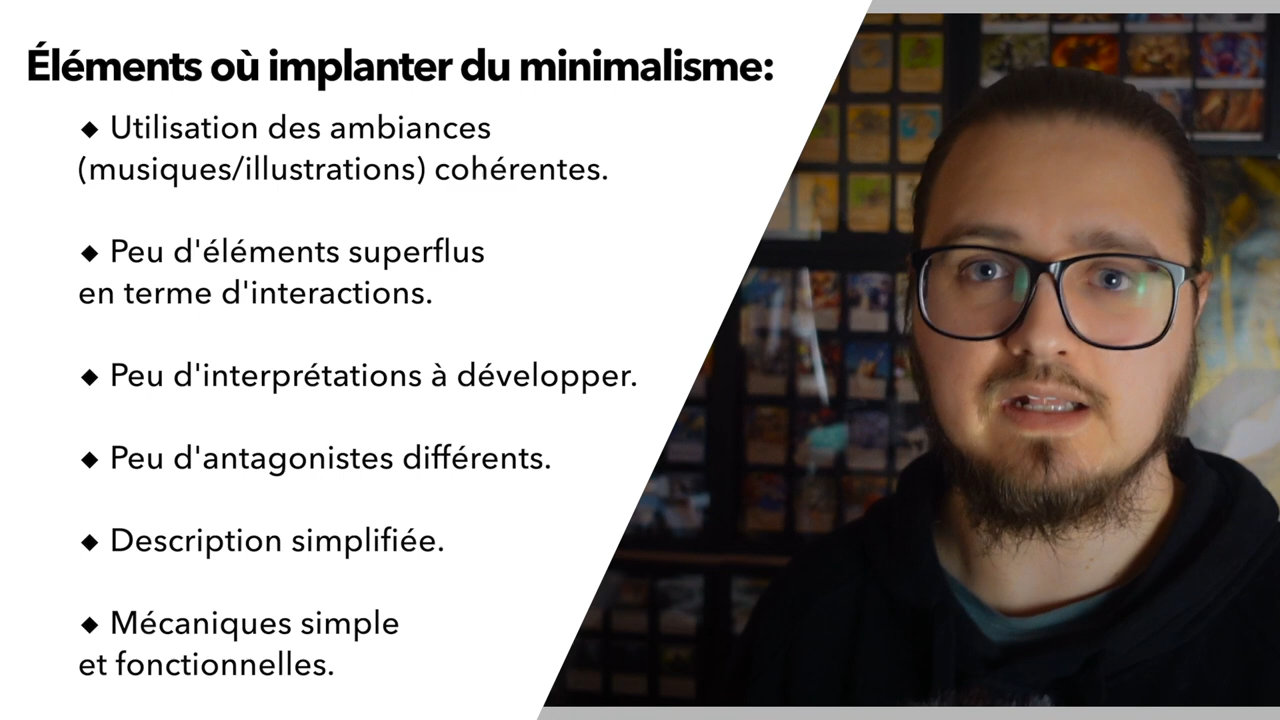 Éléments où implanter du minimalisme:
◆ Utilisation des ambiances
(musiques/illustrations) cohérentes.
◆ Peu d'éléments superflus
en terme d'interactions.
◆ Peu d'interprétations à développer.
◆ Peu d'antagonistes différents.
◆ Description simplifiée.
◆ Mécaniques simple
et fonctionnelles.